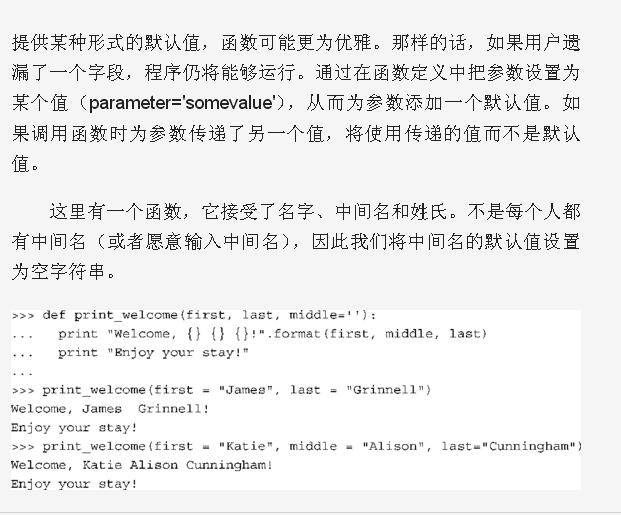 提供某种形式的默认值，函数可能更为优雅。那样的话，如果用户遗
漏了一个字段，程序仍将能够运行。通过在函数定义中把参数设置为
某个值（parameter='somevalue'），从而为参数添加一个默认值。如
果调用函数时为参数传递了另一个值，将使用传递的值而不是默认
值。
这里有一个函数，它接受了名字、中间名和姓氏。不是每个人都
有中间名（或者愿意输入中间名），因此我们将中间名的默认值设置
为空字符串。
>>> def print_welcome(first, last, middle=''):
...   print "Welcome, {} {} {}!".format(first, middle, last)
...   print "Enjoy your stay!"
...
>>> print_welcome(first = "James", last = "Grinnell")
Welcome, James  Grinnell!
Enjoy your stay!
>>> print_welcome(first = "Katie", middle = "Alison", last="Cunningham")
Welcome, Katie Alison Cunningham!
Enjoy your stay!